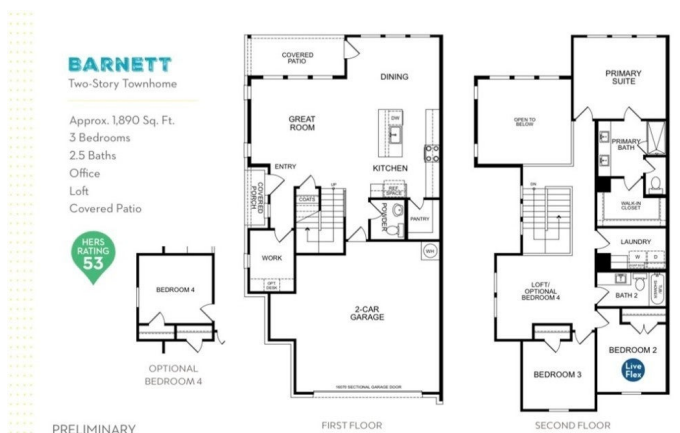 BARNETT
Two-Story Townhome
Approx. 1,890 Sq. Ft.
3 Bedrooms
2.5 Baths
Office
Loft
Covered Patio
HERS
RATING
53
BEDROOM 4
OPTIONAL
BEDROOM 4
PRELIMINARY
COVERED
PATIO
DINING
GREAT
ROOM
DW
KITCHEN
ENTRY
COVERED
PORCH
UP
COATS
REF.
SPACE
POWDER
PANTRY
WORK
OPT.
DESK
WH
2-CAR
GARAGE
SECTIONAL GARAGE DOOR
FIRST FLOOR
PRIMARY
SUITE
OPEN TO
BELOW
PRIMARY
BATH
DN
WALK-IN
CLOSET
LAUNDRY
W D
LOFT/
OPTIONAL
BEDROOM 4
BATH 2
BEDROOM 2
Live
Flex
BEDROOM 3
SECOND FLOOR